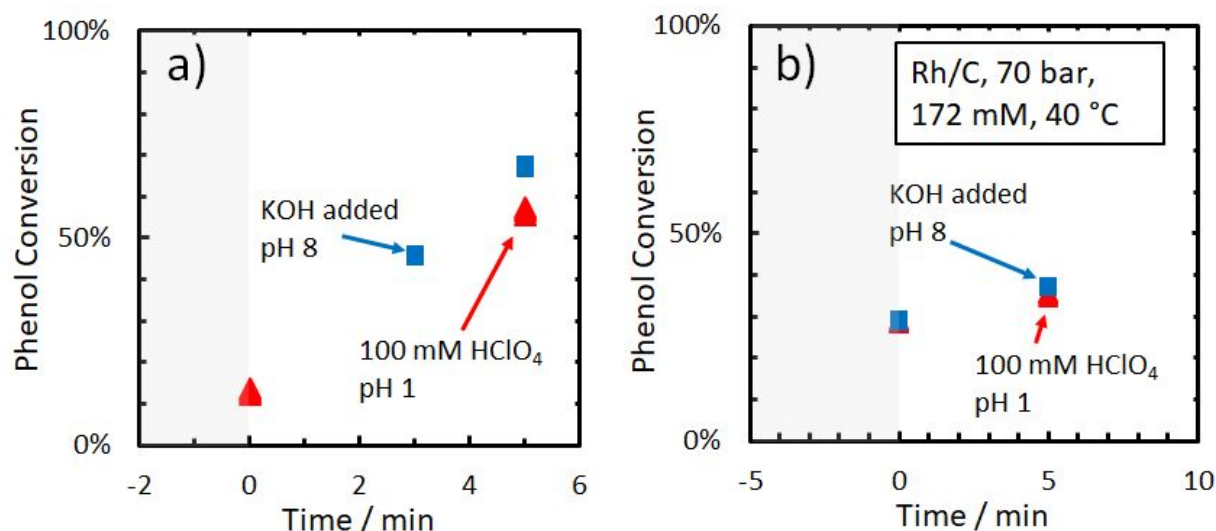 100%
a)
Phenol Conversion
KOH added
pH 8
50%
100 mM HClO₄
pH 1
0%
-2
0
2
4
6
Time / min
100%
b)
Rh/C, 70 bar,
172 mM, 40 °C
Phenol Conversion
KOH added
pH 8
50%
100 mM HClO₄
pH 1
0%
-5
0
5
10
Time / min